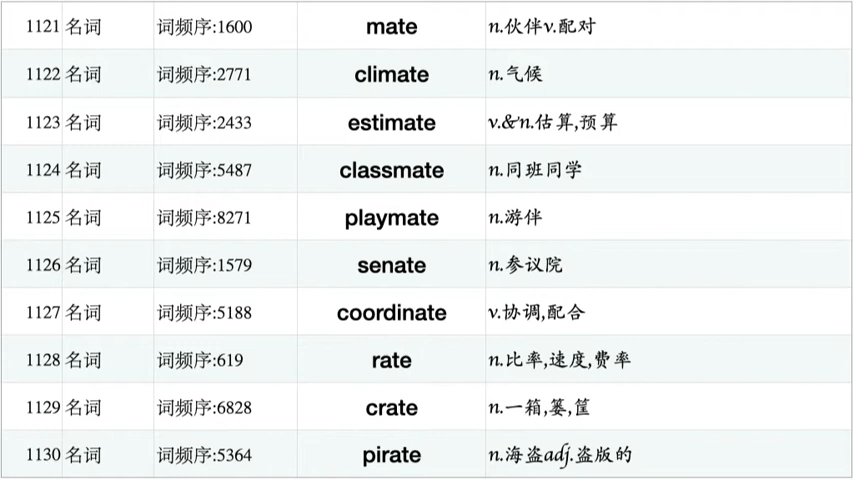 1121 名词 词频序:1600 mate n.伙伴v.配对
1122 名词 词频序:2771 climate n.气候
1123 名词 词频序:2433 estimate v.&n.估算,预算
1124 名词 词频序:5487 classmate n.同班同学
1125 名词 词频序:8271 playmate n.游伴
1126 名词 词频序:1579 senate n.参议院
1127 名词 词频序:5188 coordinate v.协调,配合
1128 名词 词频序:619 rate n.比率,速度,费率
1129 名词 词频序:6828 crate n.一箱,篓,筐
1130 名词 词频序:5364 pirate n.海盗adj.盗版的